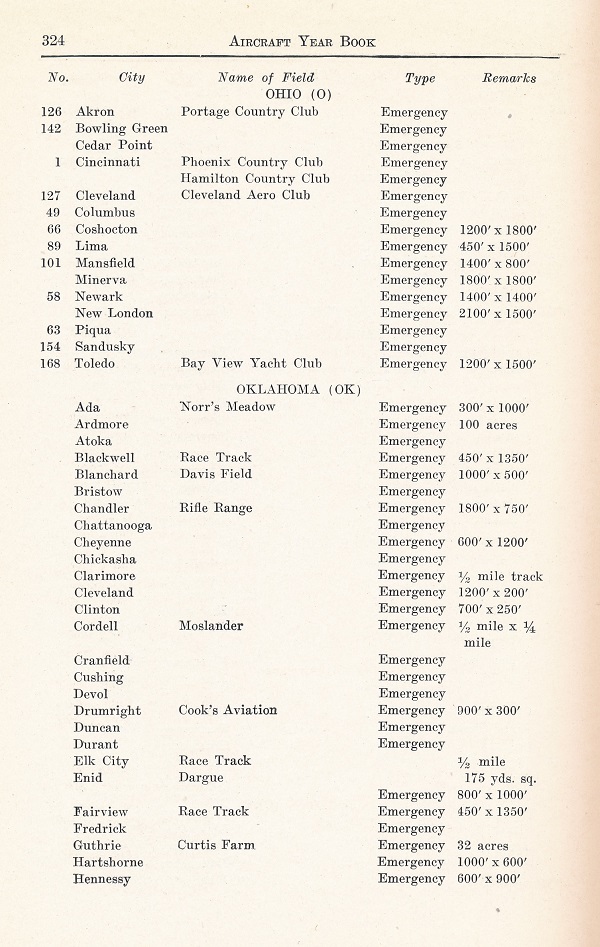 324 AIRCRAFT YEAR BOOK
No. City Name of Field Type Remarks
OHIO (O)
126 Akron Portage Country Club Emergency
142 Bowling Green Emergency
Cedar Point Emergency
1 Cincinnati Phoenix Country Club Emergency
Hamilton Country Club Emergency
127 Cleveland Cleveland Aero Club Emergency
49 Columbus Emergency
66 Coshocton Emergency 1200' x 1800'
89 Lima Emergency 450' x 1500'
101 Mansfield Emergency 1400' x 800'
Minerva Emergency 1800' x 1800'
58 Newark Emergency 1400' x 1400'
New London Emergency 2100' x 1500'
63 Piqua Emergency
154 Sandusky Emergency
168 Toledo Bay View Yacht Club Emergency 1200' x 1500'
OKLAHOMA (OK)
Ada Norr's Meadow Emergency 300' x 1000'
Ardmore Emergency 100 acres
Atoka Emergency
Blackwell Race Track Emergency 450' x 1350'
Blanchard Davis Field Emergency 1000' x 500'
Bristow Emergency
Chandler Rifle Range Emergency 1800' x 750'
Chattanooga Emergency
Cheyenne Emergency 600' x 1200'
Chickasha Emergency
Clarimore Emergency ½ mile track
Cleveland Emergency 1200' x 200'
Clinton Emergency 700' x 250'
Cordell Moslander Emergency ½ mile x ¼
mile
Cranfield Emergency
Cushing Emergency
Devol Emergency
Drumright Cook's Aviation Emergency 900' x 300'
Duncan Emergency
Durant Emergency
Elk City Race Track ½ mile
Enid Dargue 175 yds. sq.
Emergency 800' x 1000'
Fairview Race Track Emergency 450' x 1350'
Fredrick Emergency
Guthrie Curtis Farm Emergency 32 acres
Hartshorne Emergency 1000' x 600'
Hennessy Emergency 600' x 900'